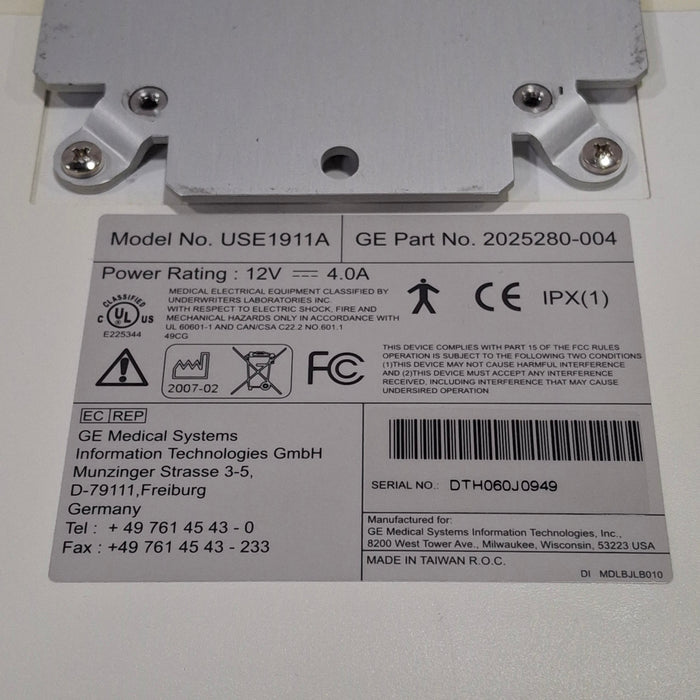 Model No. USE1911A
GE Part No. 2025280-004
Power Rating : 12V ⎓ 4.0A
CLASSIFIED
C UL US
E225344
MEDICAL ELECTRICAL EQUIPMENT CLASSIFIED BY
UNDERWRITERS LABORATORIES INC.
WITH RESPECT TO ELECTRIC SHOCK, FIRE AND
MECHANICAL HAZARDS ONLY IN ACCORDANCE WITH
UL 60601-1 AND CAN/CSA C22.2 NO.601.1
49CG
CE
IPX(1)
2007-02
FC
THIS DEVICE COMPLIES WITH PART 15 OF THE FCC RULES
OPERATION IS SUBJECT TO THE FOLLOWING TWO CONDITIONS
(1)THIS DEVICE MAY NOT CAUSE HARMFUL INTERFERENCE
AND (2)THIS DEVICE MUST ACCEPT ANY INTERFERENCE
RECEIVED, INCLUDING INTERFERENCE THAT MAY CAUSE
UNDERSIRED OPERATION
EC REP
GE Medical Systems
Information Technologies GmbH
Munzinger Strasse 3-5,
D-79111,Freiburg
Germany
Tel : + 49 761 45 43 - 0
Fax : +49 761 45 43 - 233
SERIAL NO.: DTH060J0949
Manufactured for:
GE Medical Systems Information Technologies, Inc.,
8200 West Tower Ave., Milwaukee, Wisconsin, 53223 USA
MADE IN TAIWAN R.O.C.
DI MDLBJLB010